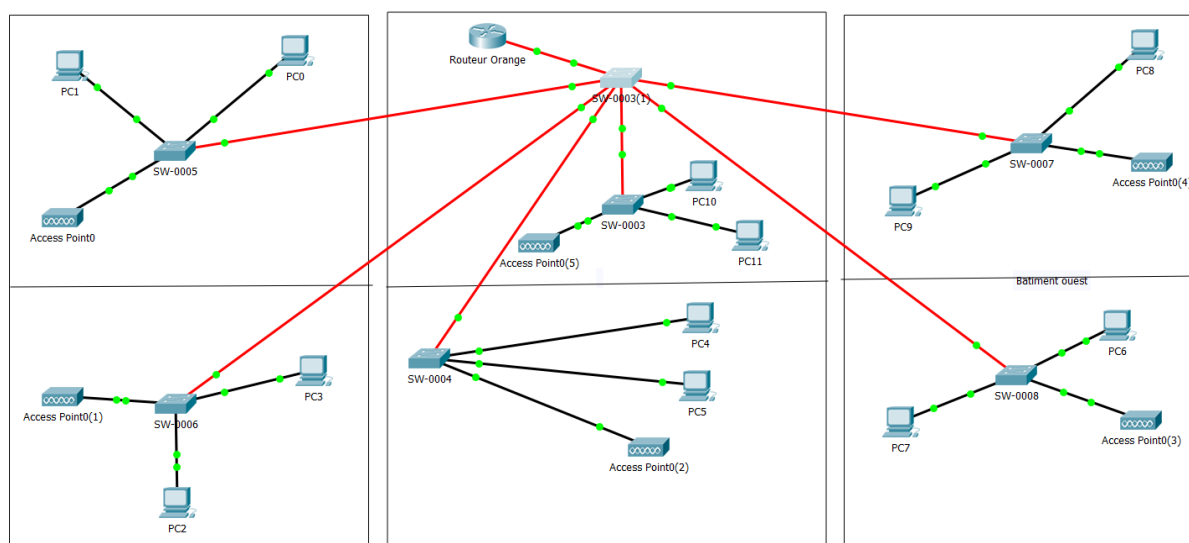 PC1
PC0
SW-0005
Access Point0
Routeur Orange
SW-0003(1)
PC10
SW-0003
Access Point0(5)
PC11
PC8
SW-0007
Access Point0(4)
PC9
Batiment ouest
Access Point0(1)
SW-0006
PC3
PC2
PC4
SW-0004
PC5
Access Point0(2)
PC6
SW-0008
PC7
Access Point0(3)